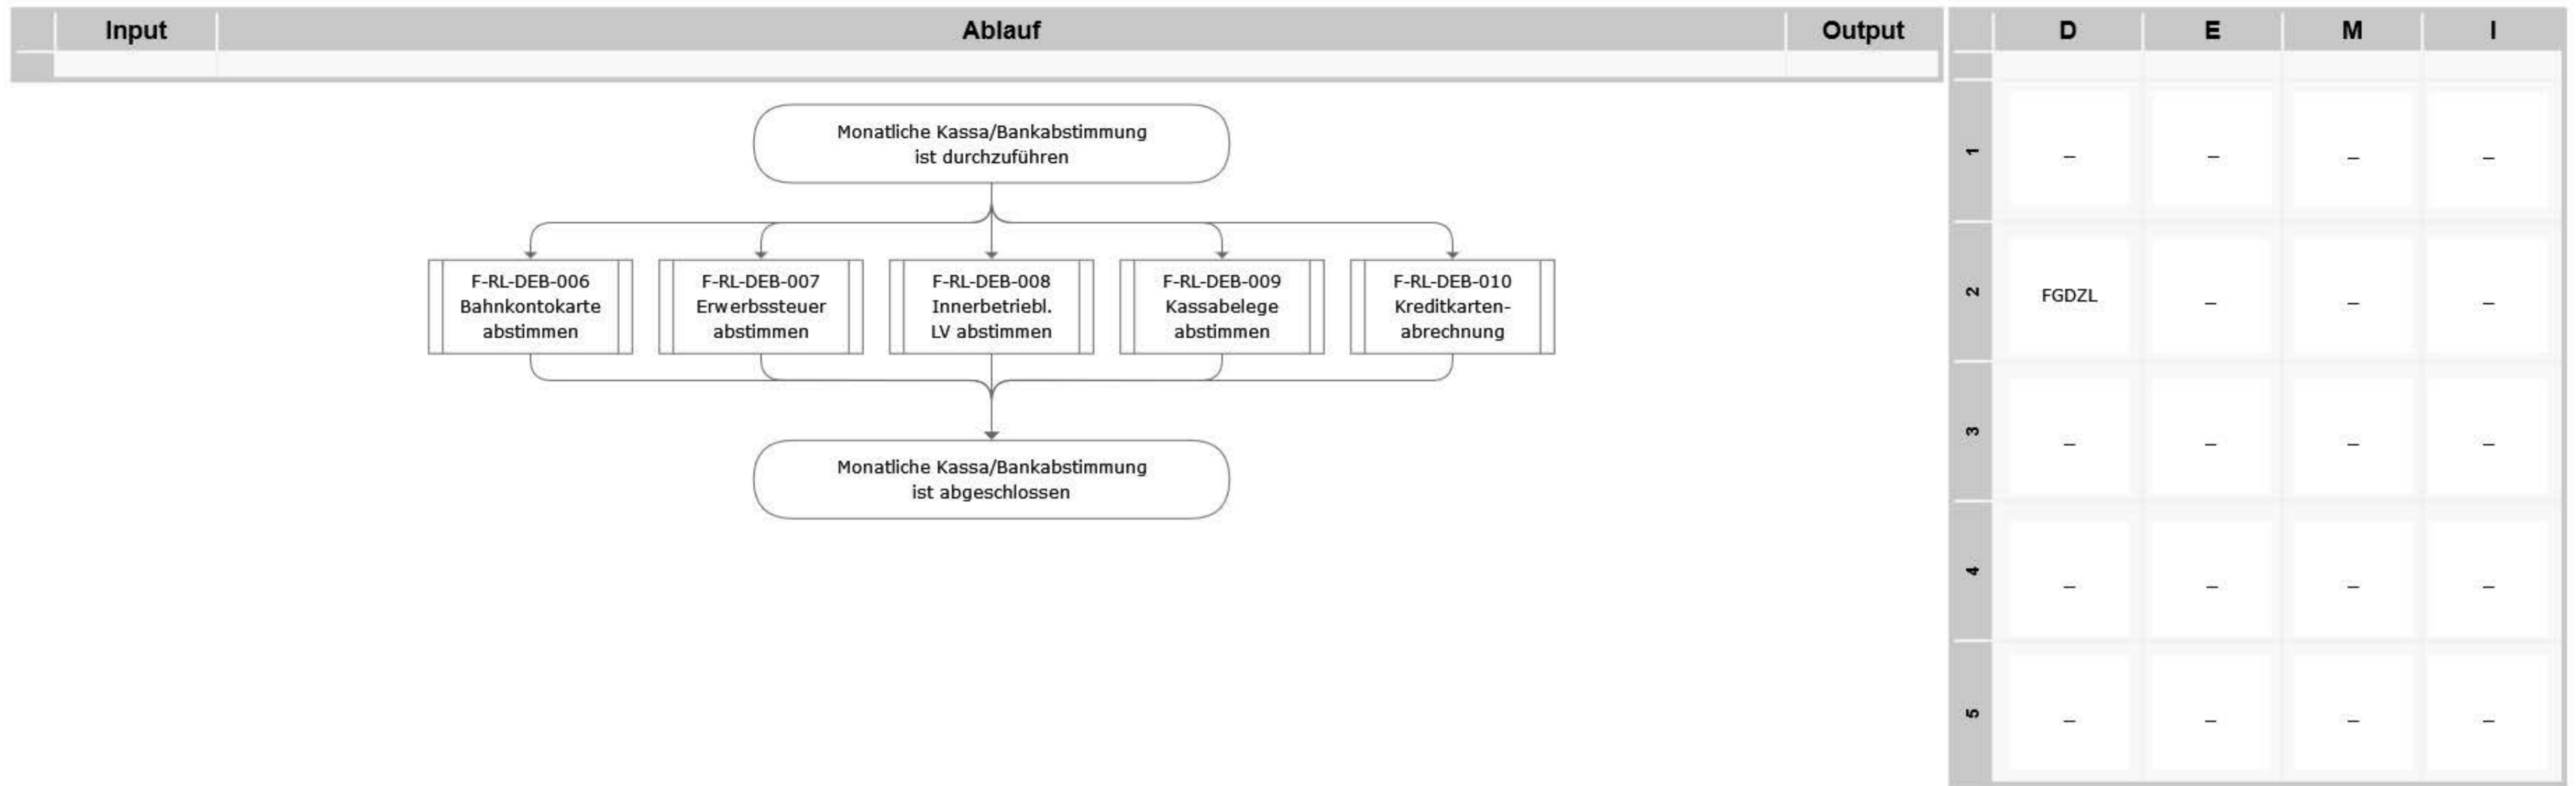 Input Ablauf Output D E M I
Monatliche Kassa/Bankabstimmung
ist durchzuführen
1 – – – –
F-RL-DEB-006
Bahnkontokarte
abstimmen
F-RL-DEB-007
Erwerbssteuer
abstimmen
F-RL-DEB-008
Innerbetriebl.
LV abstimmen
F-RL-DEB-009
Kassabelege
abstimmen
F-RL-DEB-010
Kreditkarten-
abrechnung
2 FGDZL – – –
Monatliche Kassa/Bankabstimmung
ist abgeschlossen
3 – – – –
4 – – – –
5 – – – –